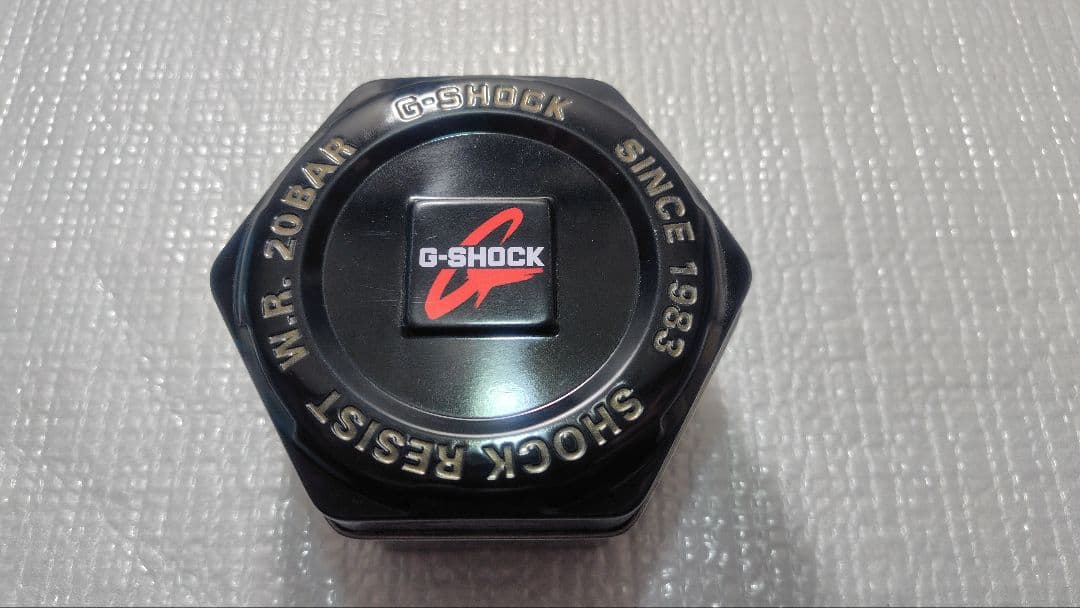 G-SHOCK
SINCE 1983
SHOCK RESIST
W.R. 20BAR
G-SHOCK